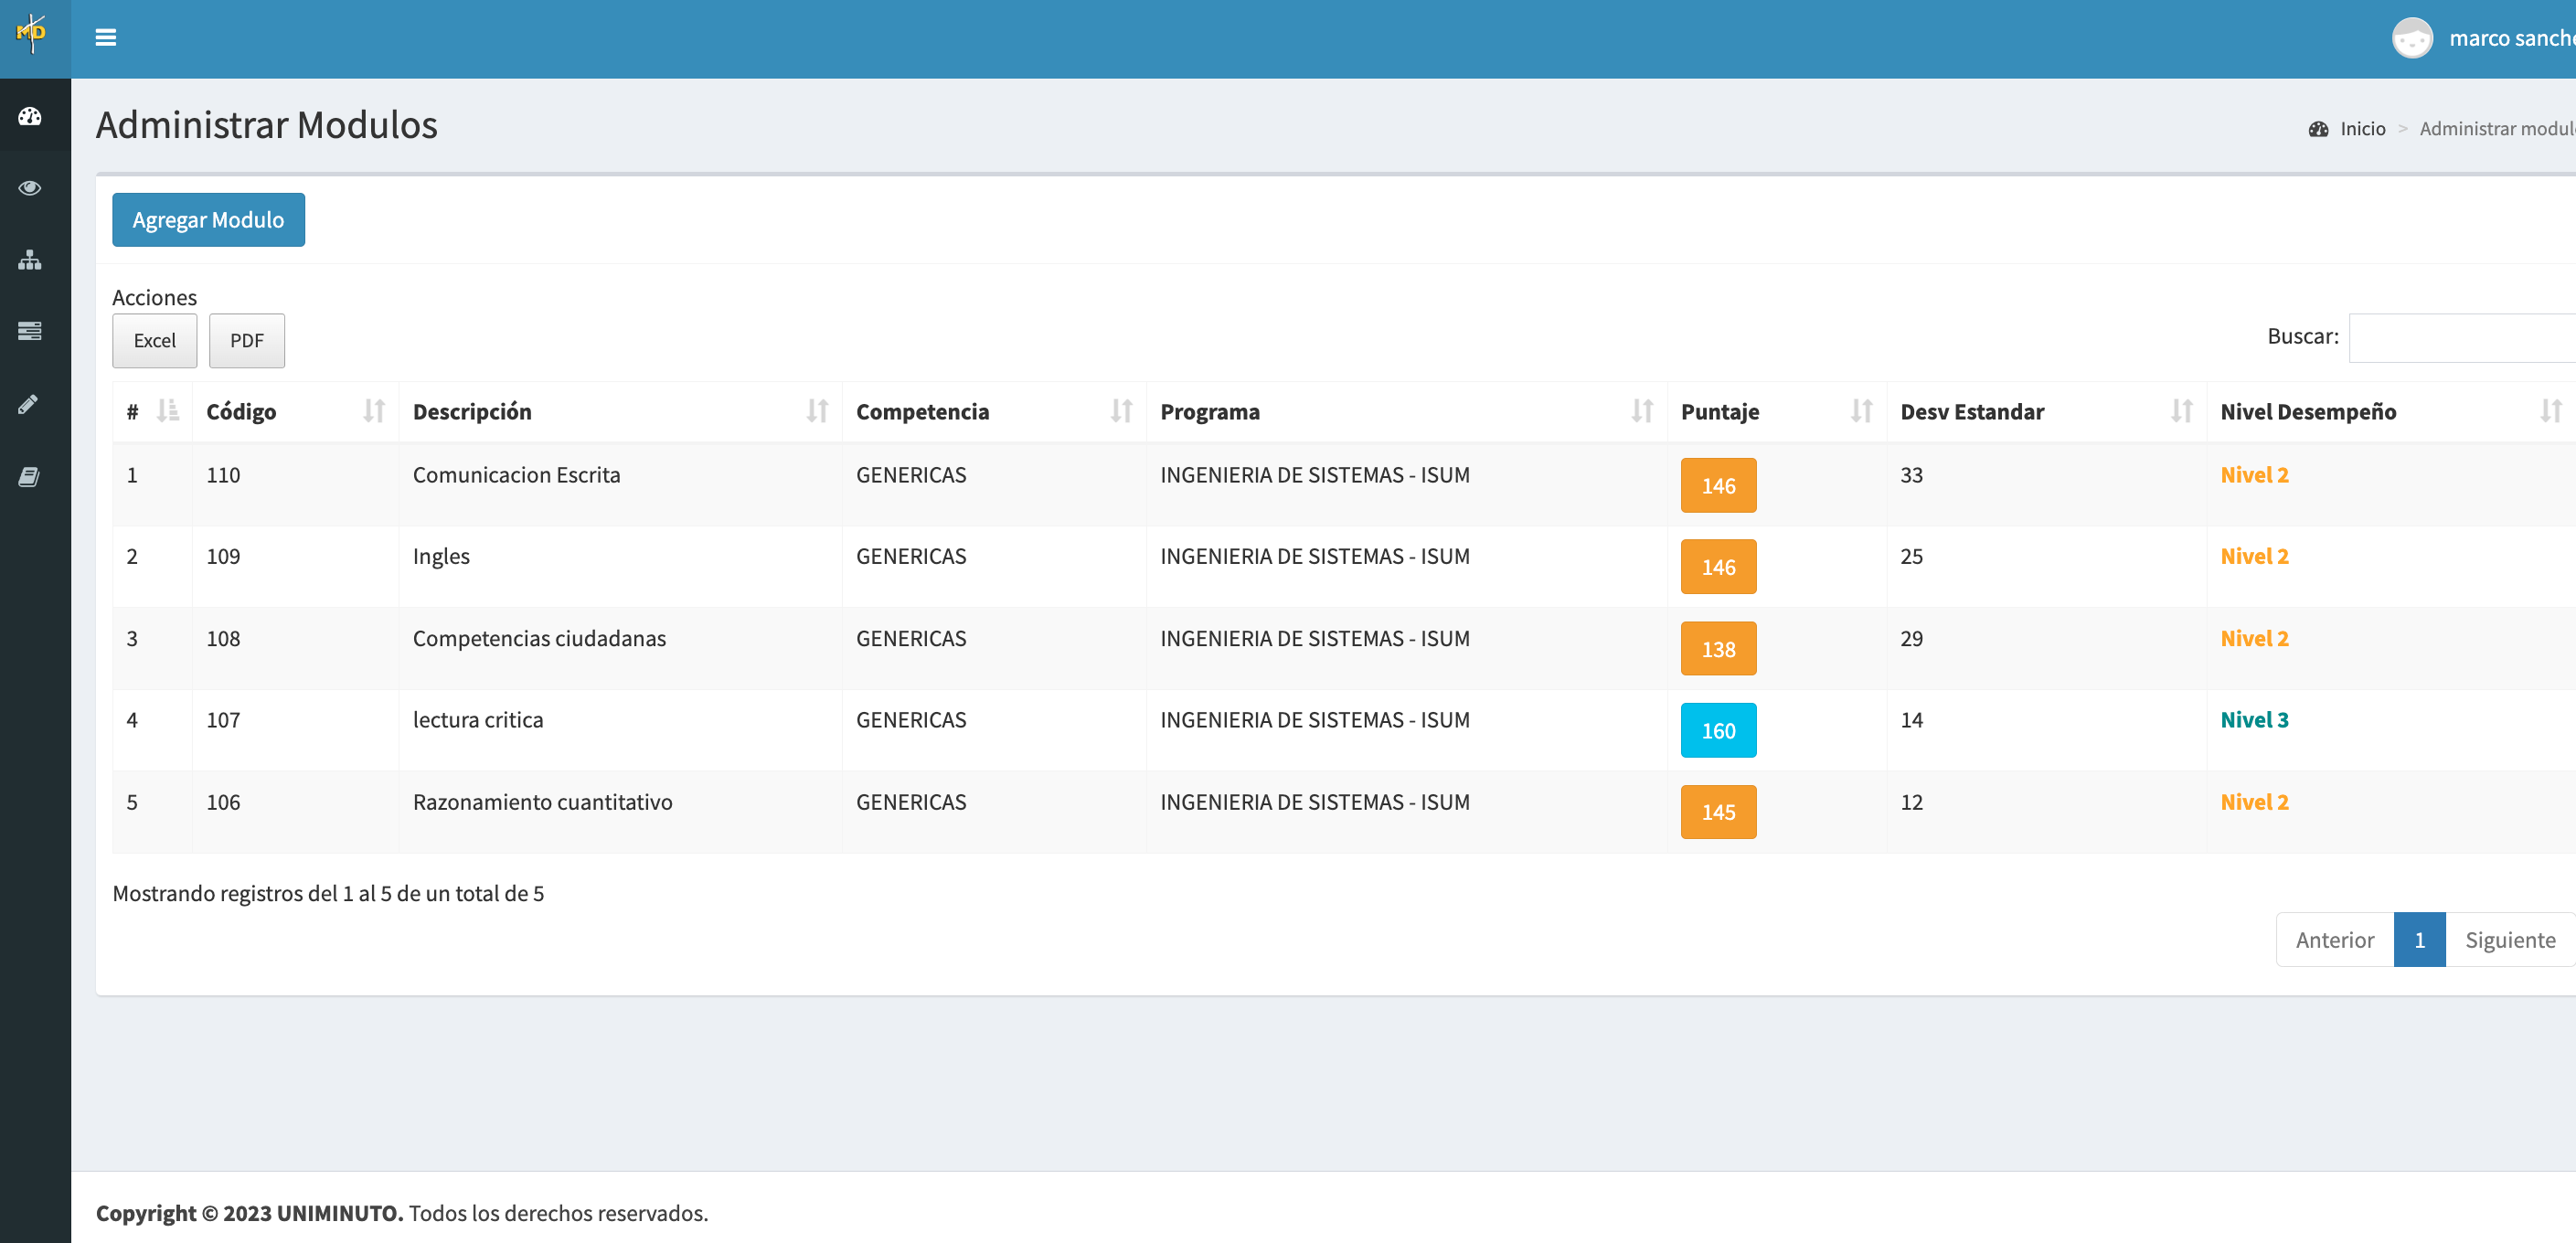 MD
marco sanch
Administrar Modulos
Inicio > Administrar modul
Agregar Modulo
Acciones
Excel PDF
Buscar:
# Código Descripción Competencia Programa Puntaje Desv Estandar Nivel Desempeño
1 110 Comunicacion Escrita GENERICAS INGENIERIA DE SISTEMAS - ISUM 146 33 Nivel 2
2 109 Ingles GENERICAS INGENIERIA DE SISTEMAS - ISUM 146 25 Nivel 2
3 108 Competencias ciudadanas GENERICAS INGENIERIA DE SISTEMAS - ISUM 138 29 Nivel 2
4 107 lectura critica GENERICAS INGENIERIA DE SISTEMAS - ISUM 160 14 Nivel 3
5 106 Razonamiento cuantitativo GENERICAS INGENIERIA DE SISTEMAS - ISUM 145 12 Nivel 2
Mostrando registros del 1 al 5 de un total de 5
Anterior 1 Siguiente
Copyright © 2023 UNIMINUTO. Todos los derechos reservados.